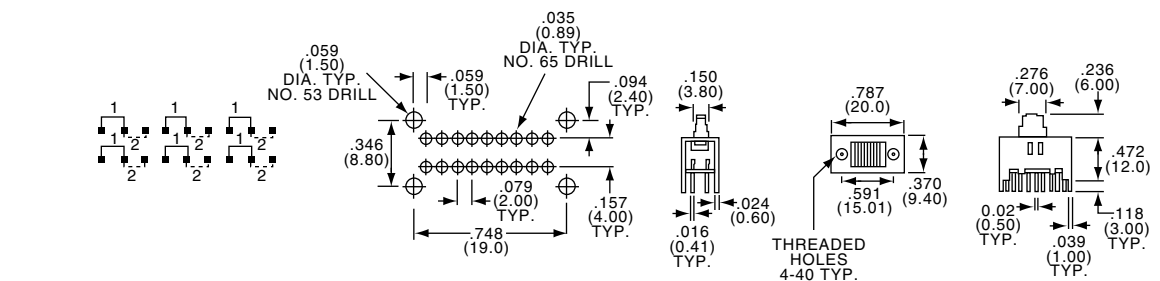 1 1 1
1 2 1 2 1 2
2 2 2
.059
(1.50)
DIA. TYP.
NO. 53 DRILL
.059
(1.50)
TYP.
.035
(0.89)
DIA. TYP.
NO. 65 DRILL
.094
(2.40)
TYP.
.346
(8.80)
.079
(2.00)
TYP.
.157
(4.00)
TYP.
.748
(19.0)
.150
(3.80)
.024
(0.60)
.016
(0.41)
TYP.
.787
(20.0)
.370
(9.40)
.591
(15.01)
THREADED
HOLES
4-40 TYP.
.276
(7.00)
.236
(6.00)
.472
(12.0)
.118
(3.00)
TYP.
0.02
(0.50)
TYP.
.039
(1.00)
TYP.